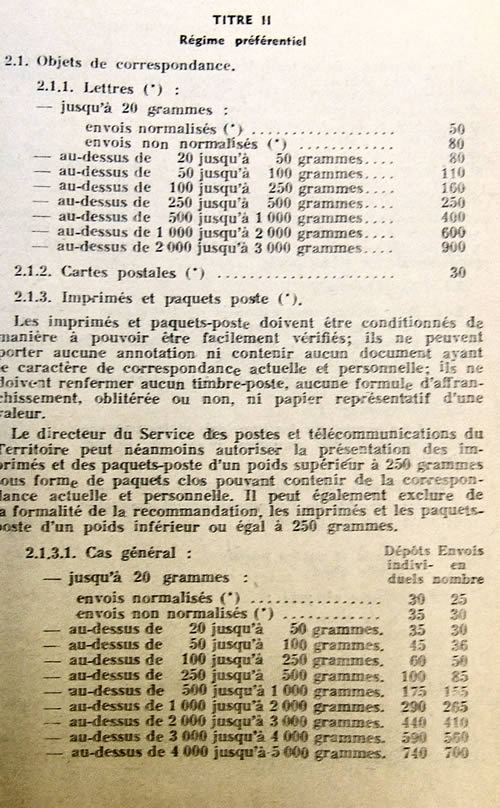 TITRE II
Régime préférentiel
2.1. Objets de correspondance.
2.1.1. Lettres (*) :
— jusqu'à 20 grammes :
envois normalisés (*) ................ 50
envois non normalisés (*) ............ 80
— au-dessus de 20 jusqu'à 50 grammes.... 80
— au-dessus de 50 jusqu'à 100 grammes.... 110
— au-dessus de 100 jusqu'à 250 grammes.... 160
— au-dessus de 250 jusqu'à 500 grammes.... 250
— au-dessus de 500 jusqu'à 1 000 grammes.... 400
— au-dessus de 1 000 jusqu'à 2 000 grammes.... 600
— au-dessus de 2 000 jusqu'à 3 000 grammes.... 900
2.1.2. Cartes postales (*) .................. 30
2.1.3. Imprimés et paquets poste (*).
Les imprimés et paquets-poste doivent être conditionnés de
manière à pouvoir être facilement vérifiés; ils ne peuvent
porter aucune annotation ni contenir aucun document ayant
le caractère de correspondance actuelle et personnelle; ils ne
doivent renfermer aucun timbre-poste, aucune formule d'affran-
chissement, oblitérée ou non, ni papier représentatif d'une
valeur.
Le directeur du Service des postes et télécommunications du
Territoire peut néanmoins autoriser la présentation des im-
primés et des paquets-poste d'un poids supérieur à 250 grammes
sous forme de paquets clos pouvant contenir de la correspon-
dance actuelle et personnelle. Il peut également exclure de
la formalité de la recommandation, les imprimés et les paquets-
poste d'un poids inférieur ou égal à 250 grammes.
2.1.3.1. Cas général : Dépôts Envois
indivi- en
— jusqu'à 20 grammes : duels nombre
envois normalisés (*) ................ 30 25
envois non normalisés (*) ............ 35 30
— au-dessus de 20 jusqu'à 50 grammes. 35 30
— au-dessus de 50 jusqu'à 100 grammes. 45 36
— au-dessus de 100 jusqu'à 250 grammes. 60 50
— au-dessus de 250 jusqu'à 500 grammes. 100 85
— au-dessus de 500 jusqu'à 1 000 grammes. 175 155
— au-dessus de 1 000 jusqu'à 2 000 grammes. 290 265
— au-dessus de 2 000 jusqu'à 3 000 grammes. 440 410
— au-dessus de 3 000 jusqu'à 4 000 grammes. 590 560
— au-dessus de 4 000 jusqu'à 5 000 grammes. 740 700